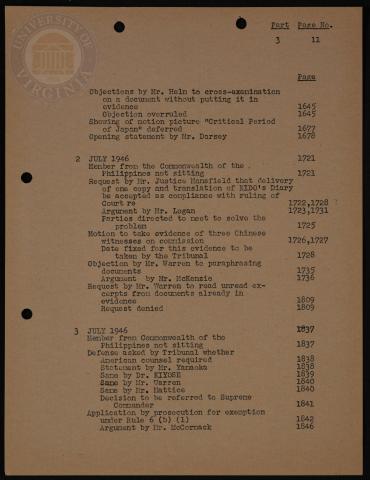 UNIVERSITY OF VIRGINIA
Part Page No.
3 11
Page
Objections by Mr. Helm to cross-examination
on a document without putting it in
evidence 1645
Objection overruled 1645
Showing of motion picture "Critical Period
of Japan" deferred 1677
Opening statement by Mr. Dorsey 1678
2 JULY 1946 1721
Member from the Commonwealth of the
Philippines not sitting 1721
Request by Mr. Justice Mansfield that delivery
of one copy and translation of KIDO's Diary
be accepted as compliance with ruling of
Court re 1722,1728
Argument by Mr. Logan 1723,1731
Parties directed to meet to solve the
problem 1725
Motion to take evidence of three Chinese
witnesses on commission 1726,1727
Date fixed for this evidence to be
taken by the Tribunal 1728
Objection by Mr. Warren to paraphrasing
documents 1735
Argument by Mr. McKenzie 1736
Request by Mr. Warren to read unread ex-
cerpts from documents already in
evidence 1809
Request denied 1809
3 JULY 1946 1837
Member from Commonwealth of the
Philippines not sitting 1837
Defense asked by Tribunal whether
American counsel required 1838
Statement by Mr. Yamaoka 1838
Same by Dr. KIYOSE 1839
Same by Mr. Warren 1840
Same by Mr. Mattice 1840
Decision to be referred to Supreme
Commander 1841
Application by prosecution for exemption
under Rule 6 (b) (1) 1842
Argument by Mr. McCormack 1846